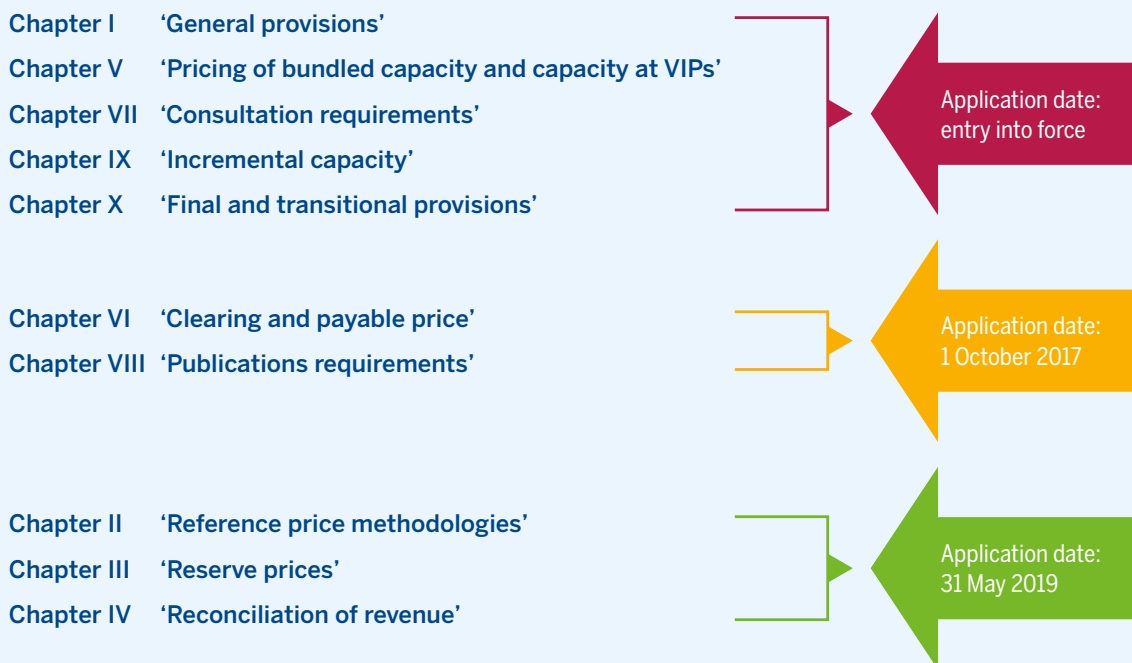 Chapter I ‘General provisions’
Chapter V ‘Pricing of bundled capacity and capacity at VIPs’
Chapter VII ‘Consultation requirements’
Chapter IX ‘Incremental capacity’
Chapter X ‘Final and transitional provisions’
Application date:
entry into force
Chapter VI ‘Clearing and payable price’
Chapter VIII ‘Publications requirements’
Application date:
1 October 2017
Chapter II ‘Reference price methodologies’
Chapter III ‘Reserve prices’
Chapter IV ‘Reconciliation of revenue’
Application date:
31 May 2019